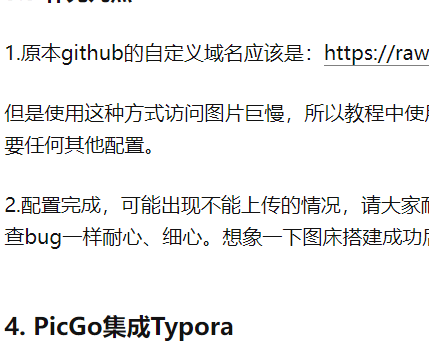 1.原本github的自定义域名应该是：https://raw
但是使用这种方式访问图片巨慢，所以教程中使用
要任何其他配置。
2.配置完成，可能出现不能上传的情况，请大家耐
查bug一样耐心、细心。想象一下图床搭建成功后
4. PicGo集成Typora